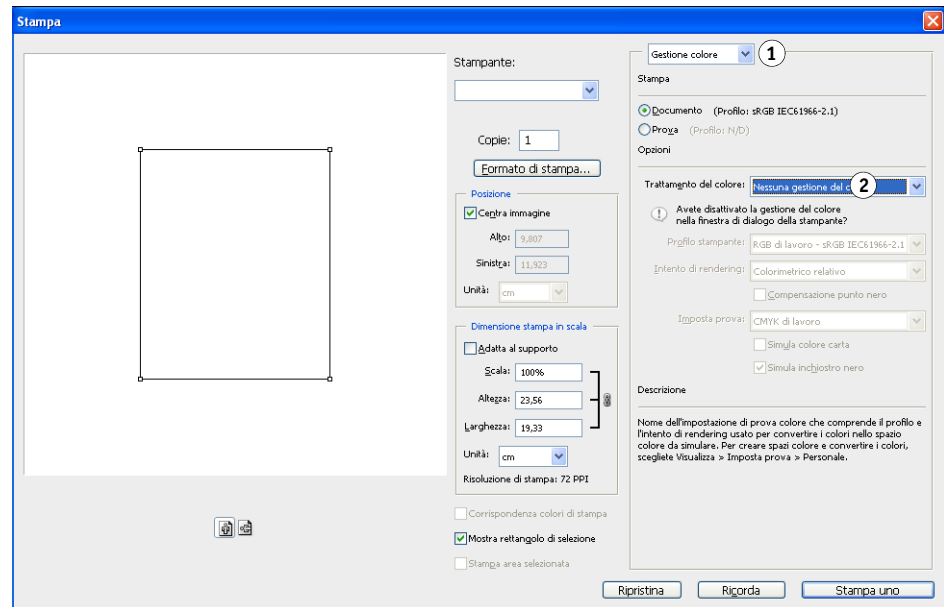 Stampa
Stampante:
Copie: 1
Formato di stampa...
Posizione
Centra immagine
Alto: 9,807
Sinistra: 11,923
Unità: cm
Dimensione stampa in scala
Adatta al supporto
Scala: 100%
Altezza: 23,56
Larghezza: 19,33
Unità: cm
Risoluzione di stampa: 72 PPI
Corrispondenza colori di stampa
Mostra rettangolo di selezione
Stampa area selezionata
Gestione colore 1
Stampa
Documento (Profilo: sRGB IEC61966-2.1)
Prova (Profilo: N/D)
Opzioni
Trattamento del colore: Nessuna gestione del c 2
Avete disattivato la gestione del colore
nella finestra di dialogo della stampante?
Profilo stampante: RGB di lavoro - sRGB IEC61966-2.1
Intento di rendering: Colorimetrico relativo
Compensazione punto nero
Imposta prova: CMYK di lavoro
Simula colore carta
Simula inchiostro nero
Descrizione
Nome dell'impostazione di prova colore che comprende il profilo e
l'intento di rendering usato per convertire i colori nello spazio
colore da simulare. Per creare spazi colore e convertire i colori,
scegliete Visualizza > Imposta prova > Personale.
Ripristina
Ricorda
Stampa uno